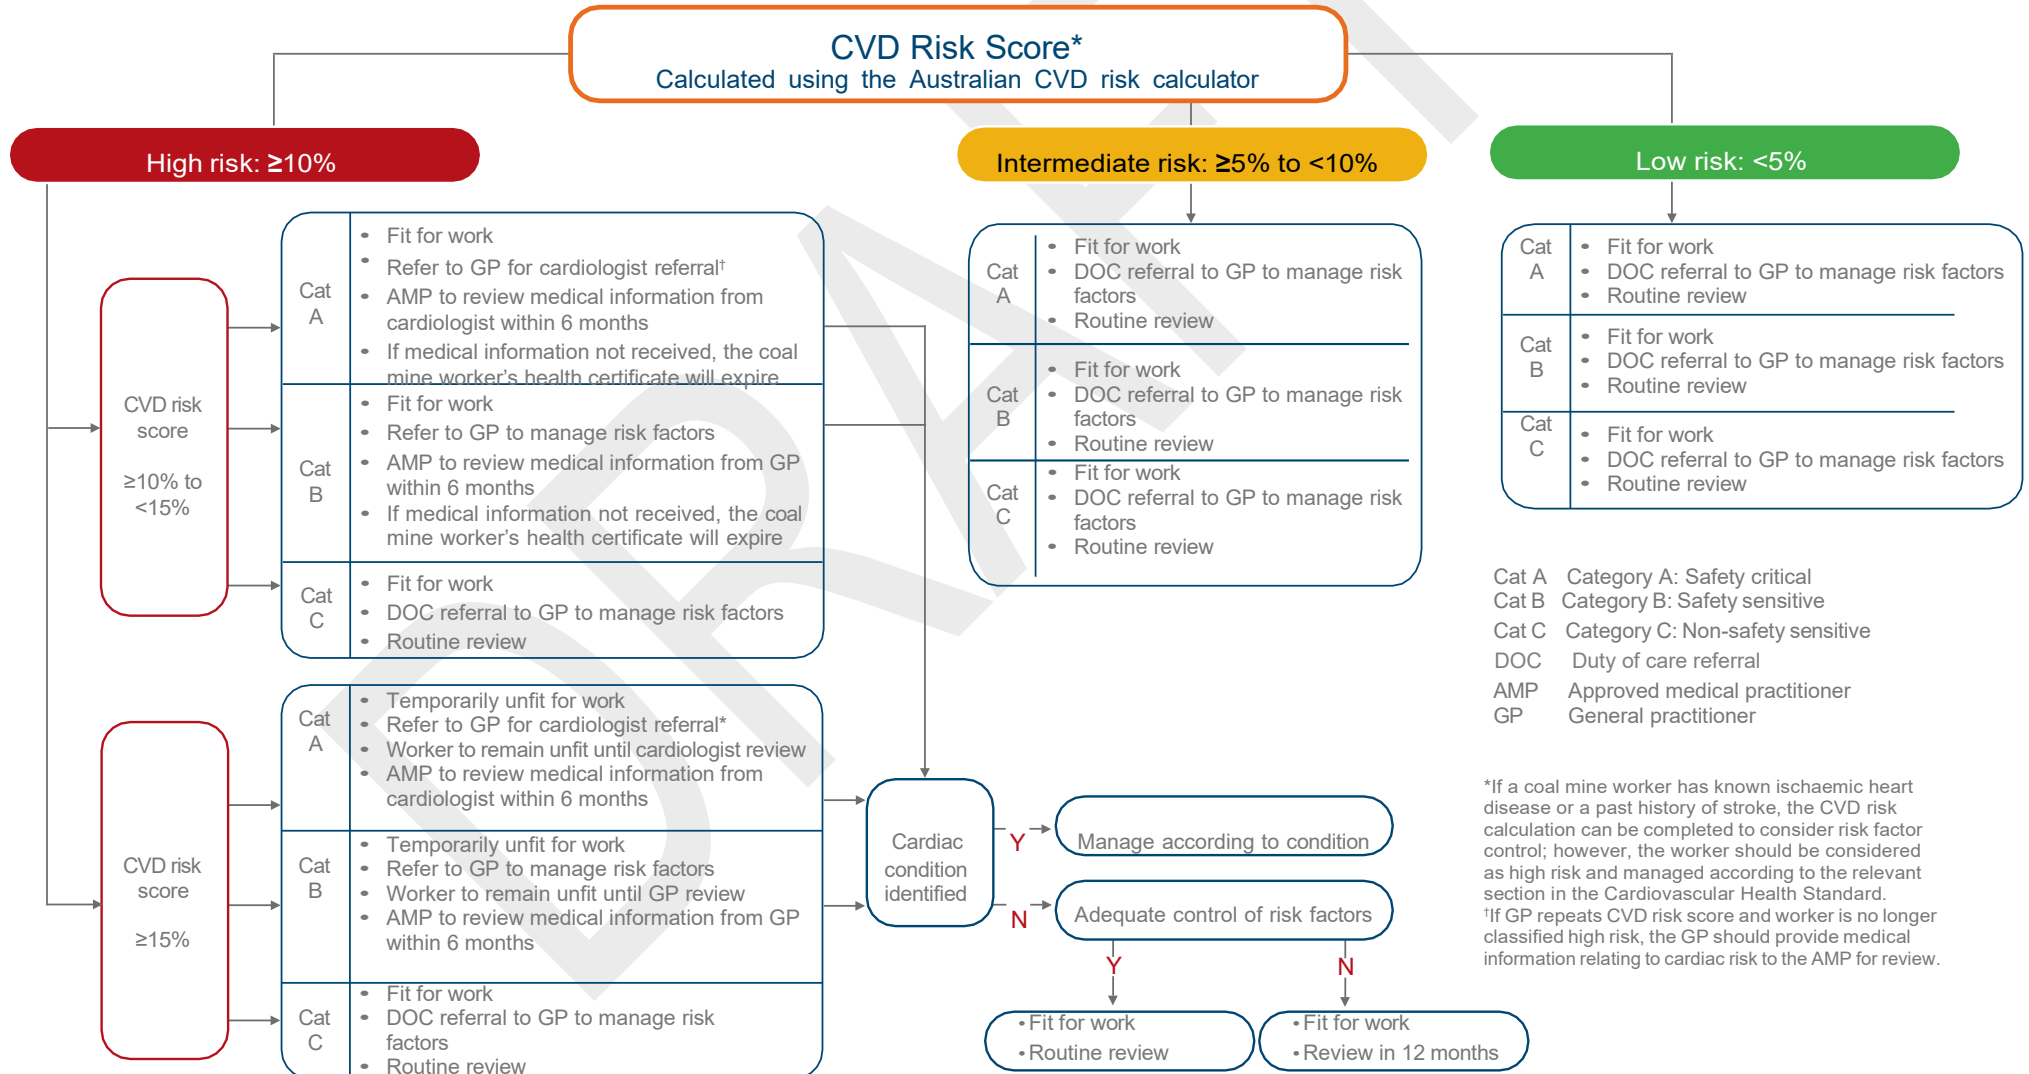 CVD Risk Score*
Calculated using the Australian CVD risk calculator
High risk: ≥10%
Intermediate risk: ≥5% to <10%
Low risk: <5%
CVD risk
score
≥10% to
<15%
Cat
A
• Fit for work
• Refer to GP for cardiologist referral†
• AMP to review medical information from
cardiologist within 6 months
• If medical information not received, the coal
mine worker's health certificate will expire
Cat
B
• Fit for work
• Refer to GP to manage risk factors
• AMP to review medical information from GP
within 6 months
• If medical information not received, the coal
mine worker's health certificate will expire
Cat
C
• Fit for work
• DOC referral to GP to manage risk factors
• Routine review
CVD risk
score
≥15%
Cat
A
• Temporarily unfit for work
• Refer to GP for cardiologist referral*
• Worker to remain unfit until cardiologist review
• AMP to review medical information from
cardiologist within 6 months
Cat
B
• Temporarily unfit for work
• Refer to GP to manage risk factors
• Worker to remain unfit until GP review
• AMP to review medical information from GP
within 6 months
Cat
C
• Fit for work
• DOC referral to GP to manage risk
factors
• Routine review
Cat
A
• Fit for work
• DOC referral to GP to manage risk
factors
• Routine review
Cat
B
• Fit for work
• DOC referral to GP to manage risk
factors
• Routine review
Cat
C
• Fit for work
• DOC referral to GP to manage risk
factors
• Routine review
Cat
A
• Fit for work
• DOC referral to GP to manage risk factors
• Routine review
Cat
B
• Fit for work
• DOC referral to GP to manage risk factors
• Routine review
Cat
C
• Fit for work
• DOC referral to GP to manage risk factors
• Routine review
Cardiac
condition
identified
Y
Manage according to condition
N
Adequate control of risk factors
Y
N
• Fit for work
• Routine review
• Fit for work
• Review in 12 months
Cat A Category A: Safety critical
Cat B Category B: Safety sensitive
Cat C Category C: Non-safety sensitive
DOC Duty of care referral
AMP Approved medical practitioner
GP General practitioner
*If a coal mine worker has known ischaemic heart
disease or a past history of stroke, the CVD risk
calculation can be completed to consider risk factor
control; however, the worker should be considered
as high risk and managed according to the relevant
section in the Cardiovascular Health Standard.
†If GP repeats CVD risk score and worker is no longer
classified high risk, the GP should provide medical
information relating to cardiac risk to the AMP for review.
DRAFT